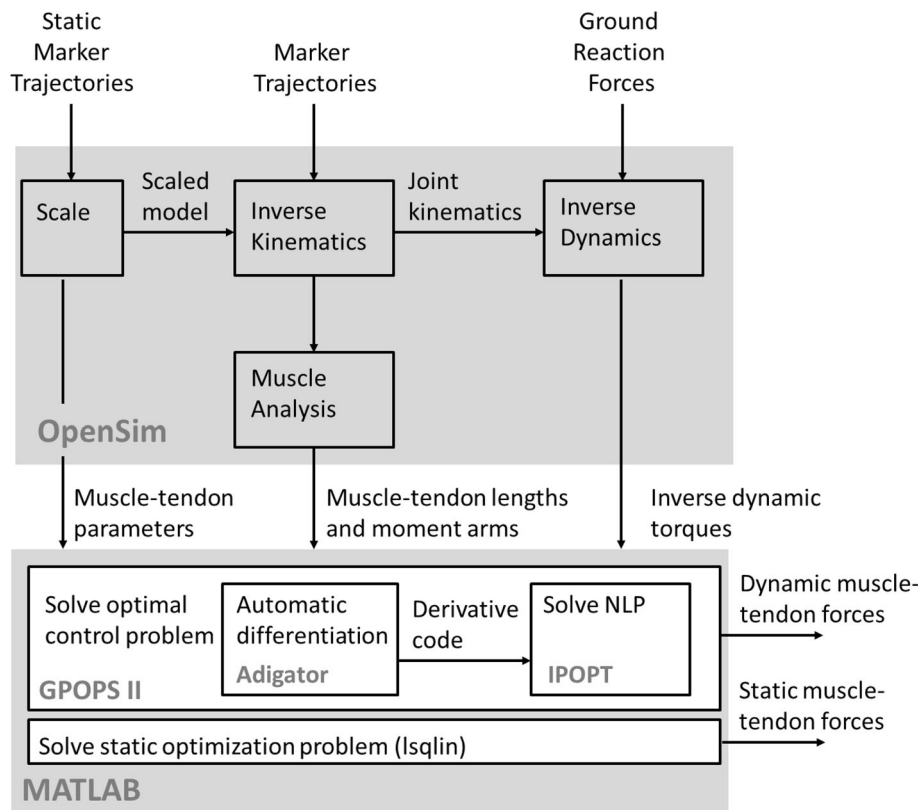 Static
Marker
Trajectories
Marker
Trajectories
Ground
Reaction
Forces
Scale
Scaled
model
Inverse
Kinematics
Joint
kinematics
Inverse
Dynamics
Muscle
Analysis
OpenSim
Muscle-tendon
parameters
Muscle-tendon lengths
and moment arms
Inverse dynamic
torques
Solve optimal
control problem
GPOPS II
Automatic
differentiation
Adigator
Derivative
code
Solve NLP
IPOPT
Dynamic muscle-
tendon forces
Static muscle-
tendon forces
Solve static optimization problem (lsqlin)
MATLAB